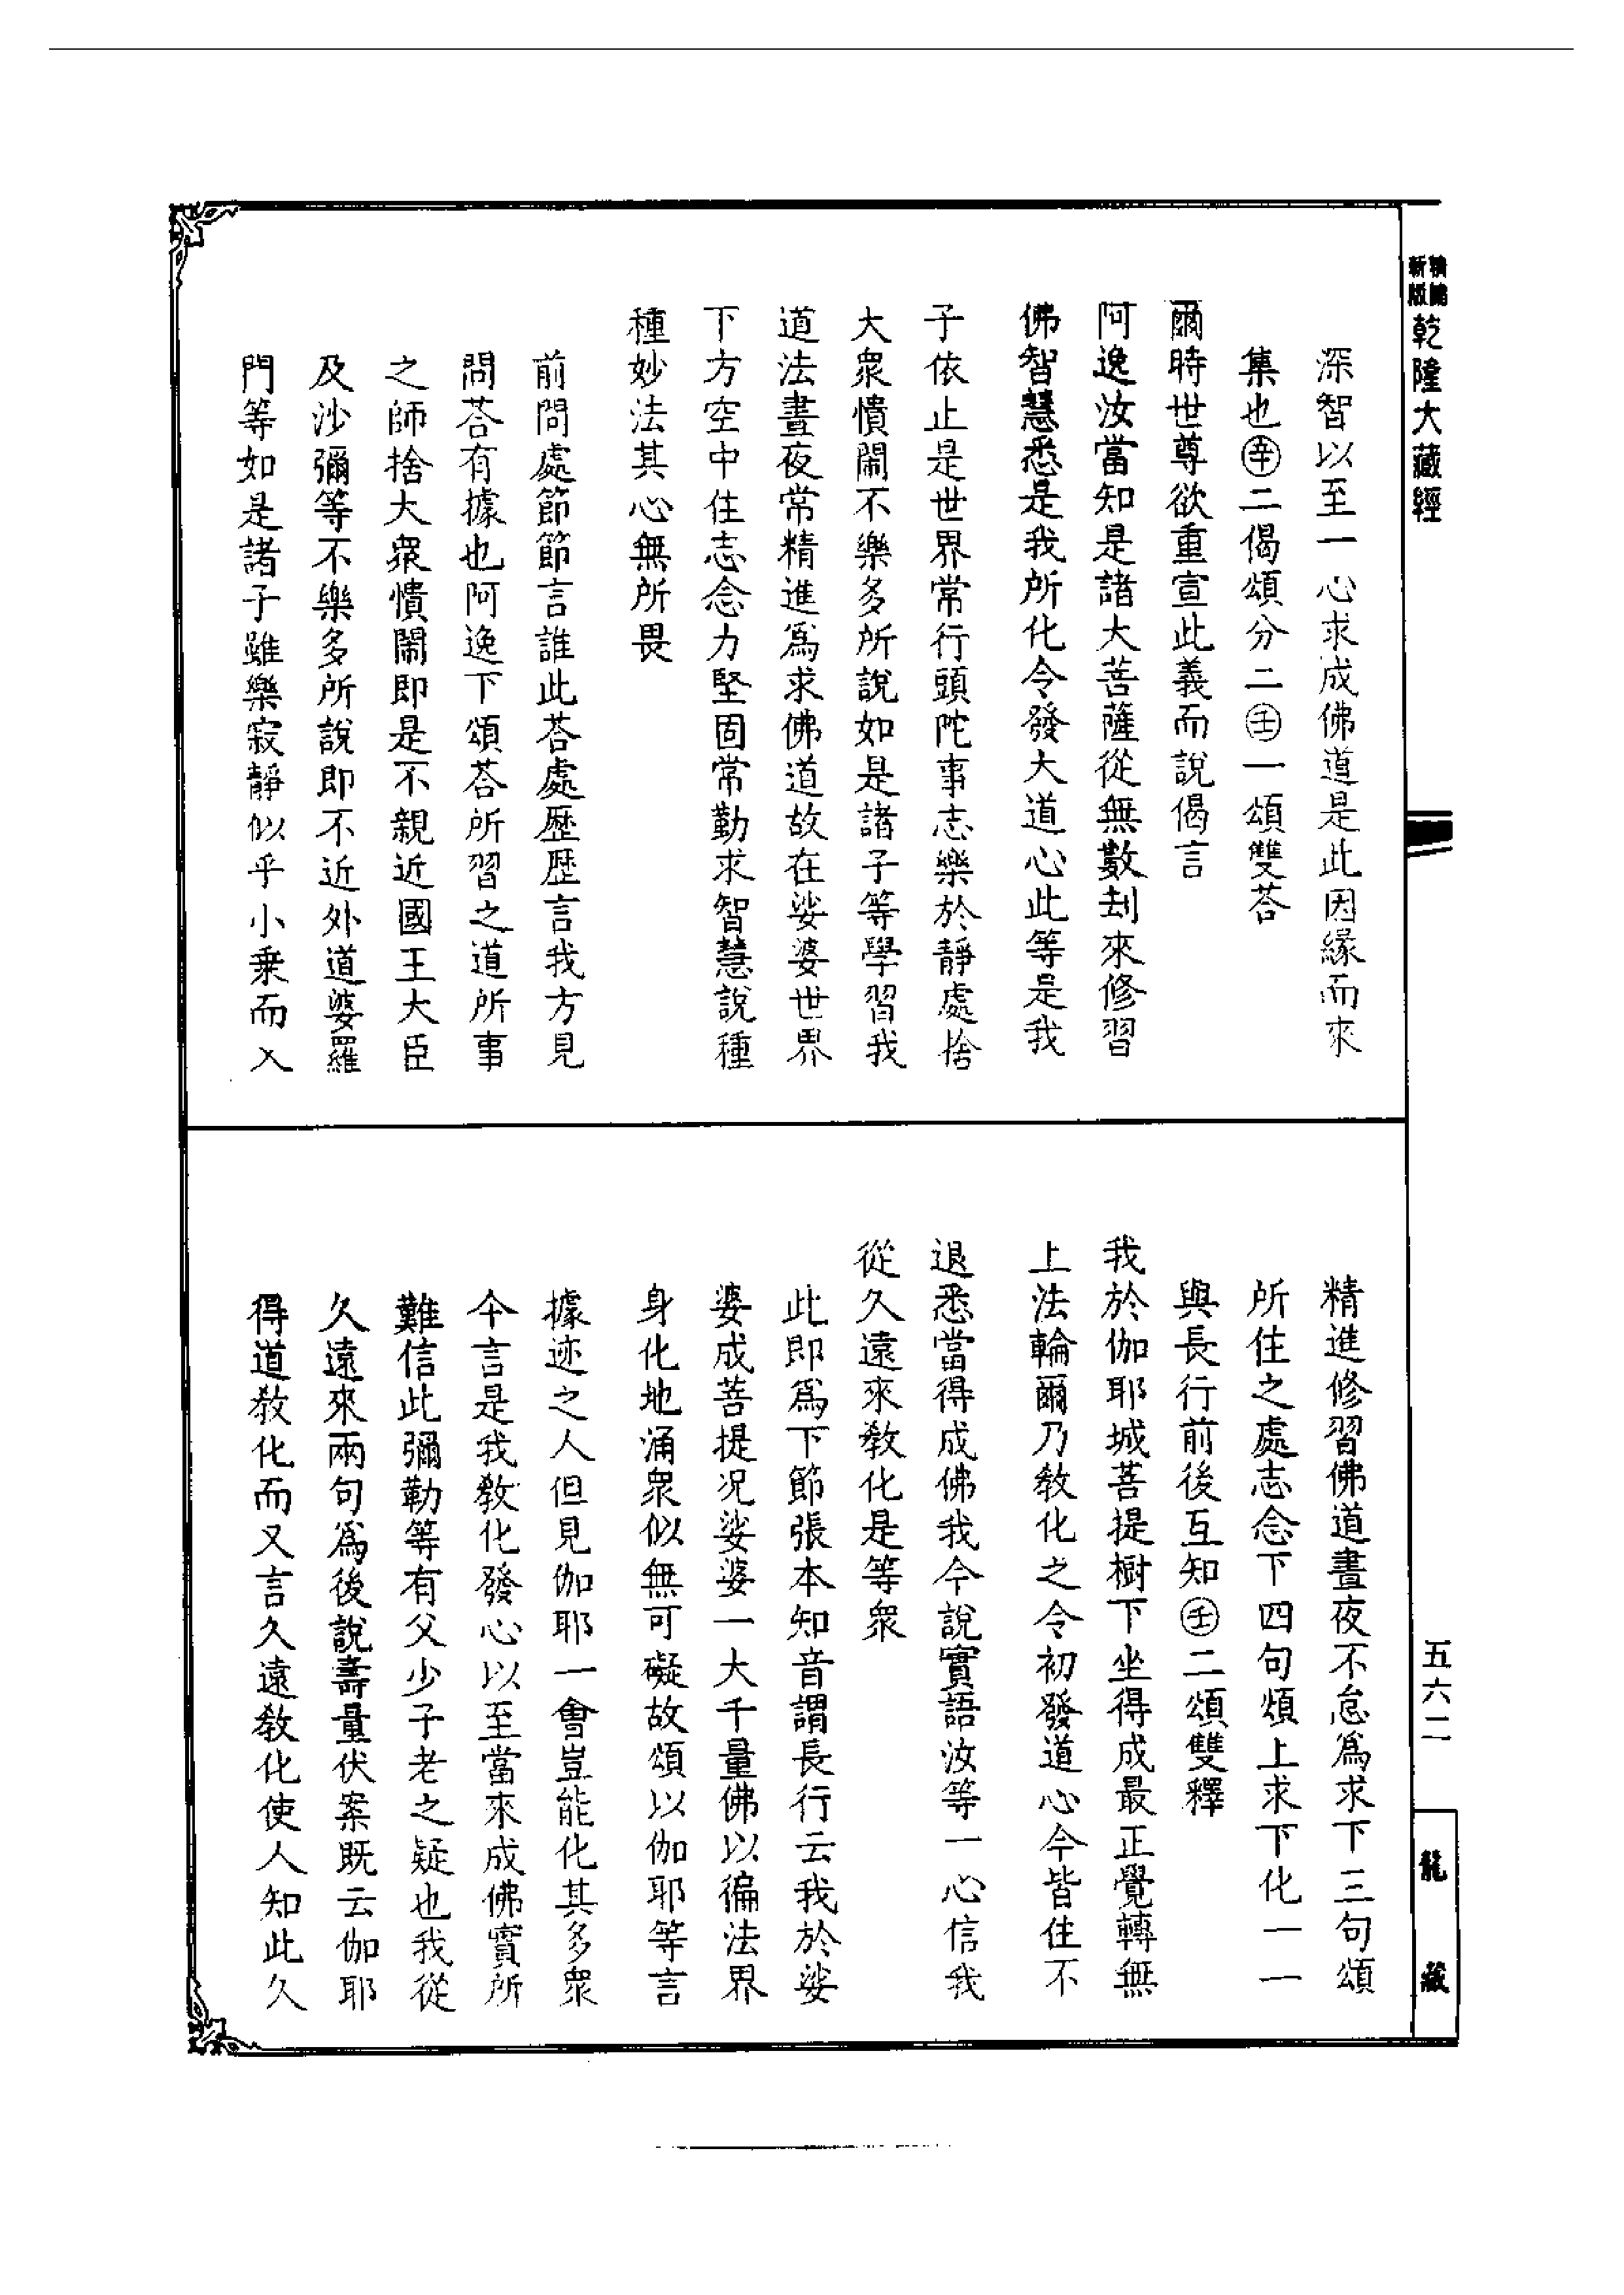 新版
精縮
乾隆大藏經
深智以至一心求成佛道是此因緣而來
集也㊛二偈頌分二㊛一頌雙荅
爾時世尊欲重宣此義而說偈言
阿逸汝當知是諸大菩薩從無數劫來修習
佛智慧悉是我所化令發大道心此等是我
子依止是世界常行頭陀事志樂於靜處捨
大衆憒閙不樂多所說如是諸子等學習我
道法晝夜常精進爲求佛道故在娑婆世界
下方空中住志念力堅固常勤求智慧說種
種妙法其心無所畏
前問處節節言誰此荅處歷歷言我方見
問荅有據也阿逸下頌荅所習之道所事
之師捨大衆憒閙即是不親近國王大臣
及沙彌等不樂多所說即不近外道婆羅
門等如是諸子雖樂寂靜似乎小乘而入
精進修習佛道晝夜不怠爲求下三句頌
所住之處志念下四句頌上求下化一一
與長行前後互知壬二頌雙釋
我於伽耶城菩提樹下坐得成最正覺轉無
上法輪爾乃教化之令初發道心今皆住不
退悉當得成佛我今說實語汝等一心信我
從久遠來教化是等衆
此即爲下節張本知音謂長行云我於娑
婆成菩提况娑婆一大千量佛以徧法界
身化地涌衆似無可礙故頌以伽耶等言
據迹之人但見伽耶一會豈能化其多衆
今言是我教化發心以至當來成佛實所
難信此彌勒等有父少子老之疑也我從
久遠來兩句爲後說壽量伏案既云伽耶
得道教化而又言久遠教化使人知此久
五六二
龍藏